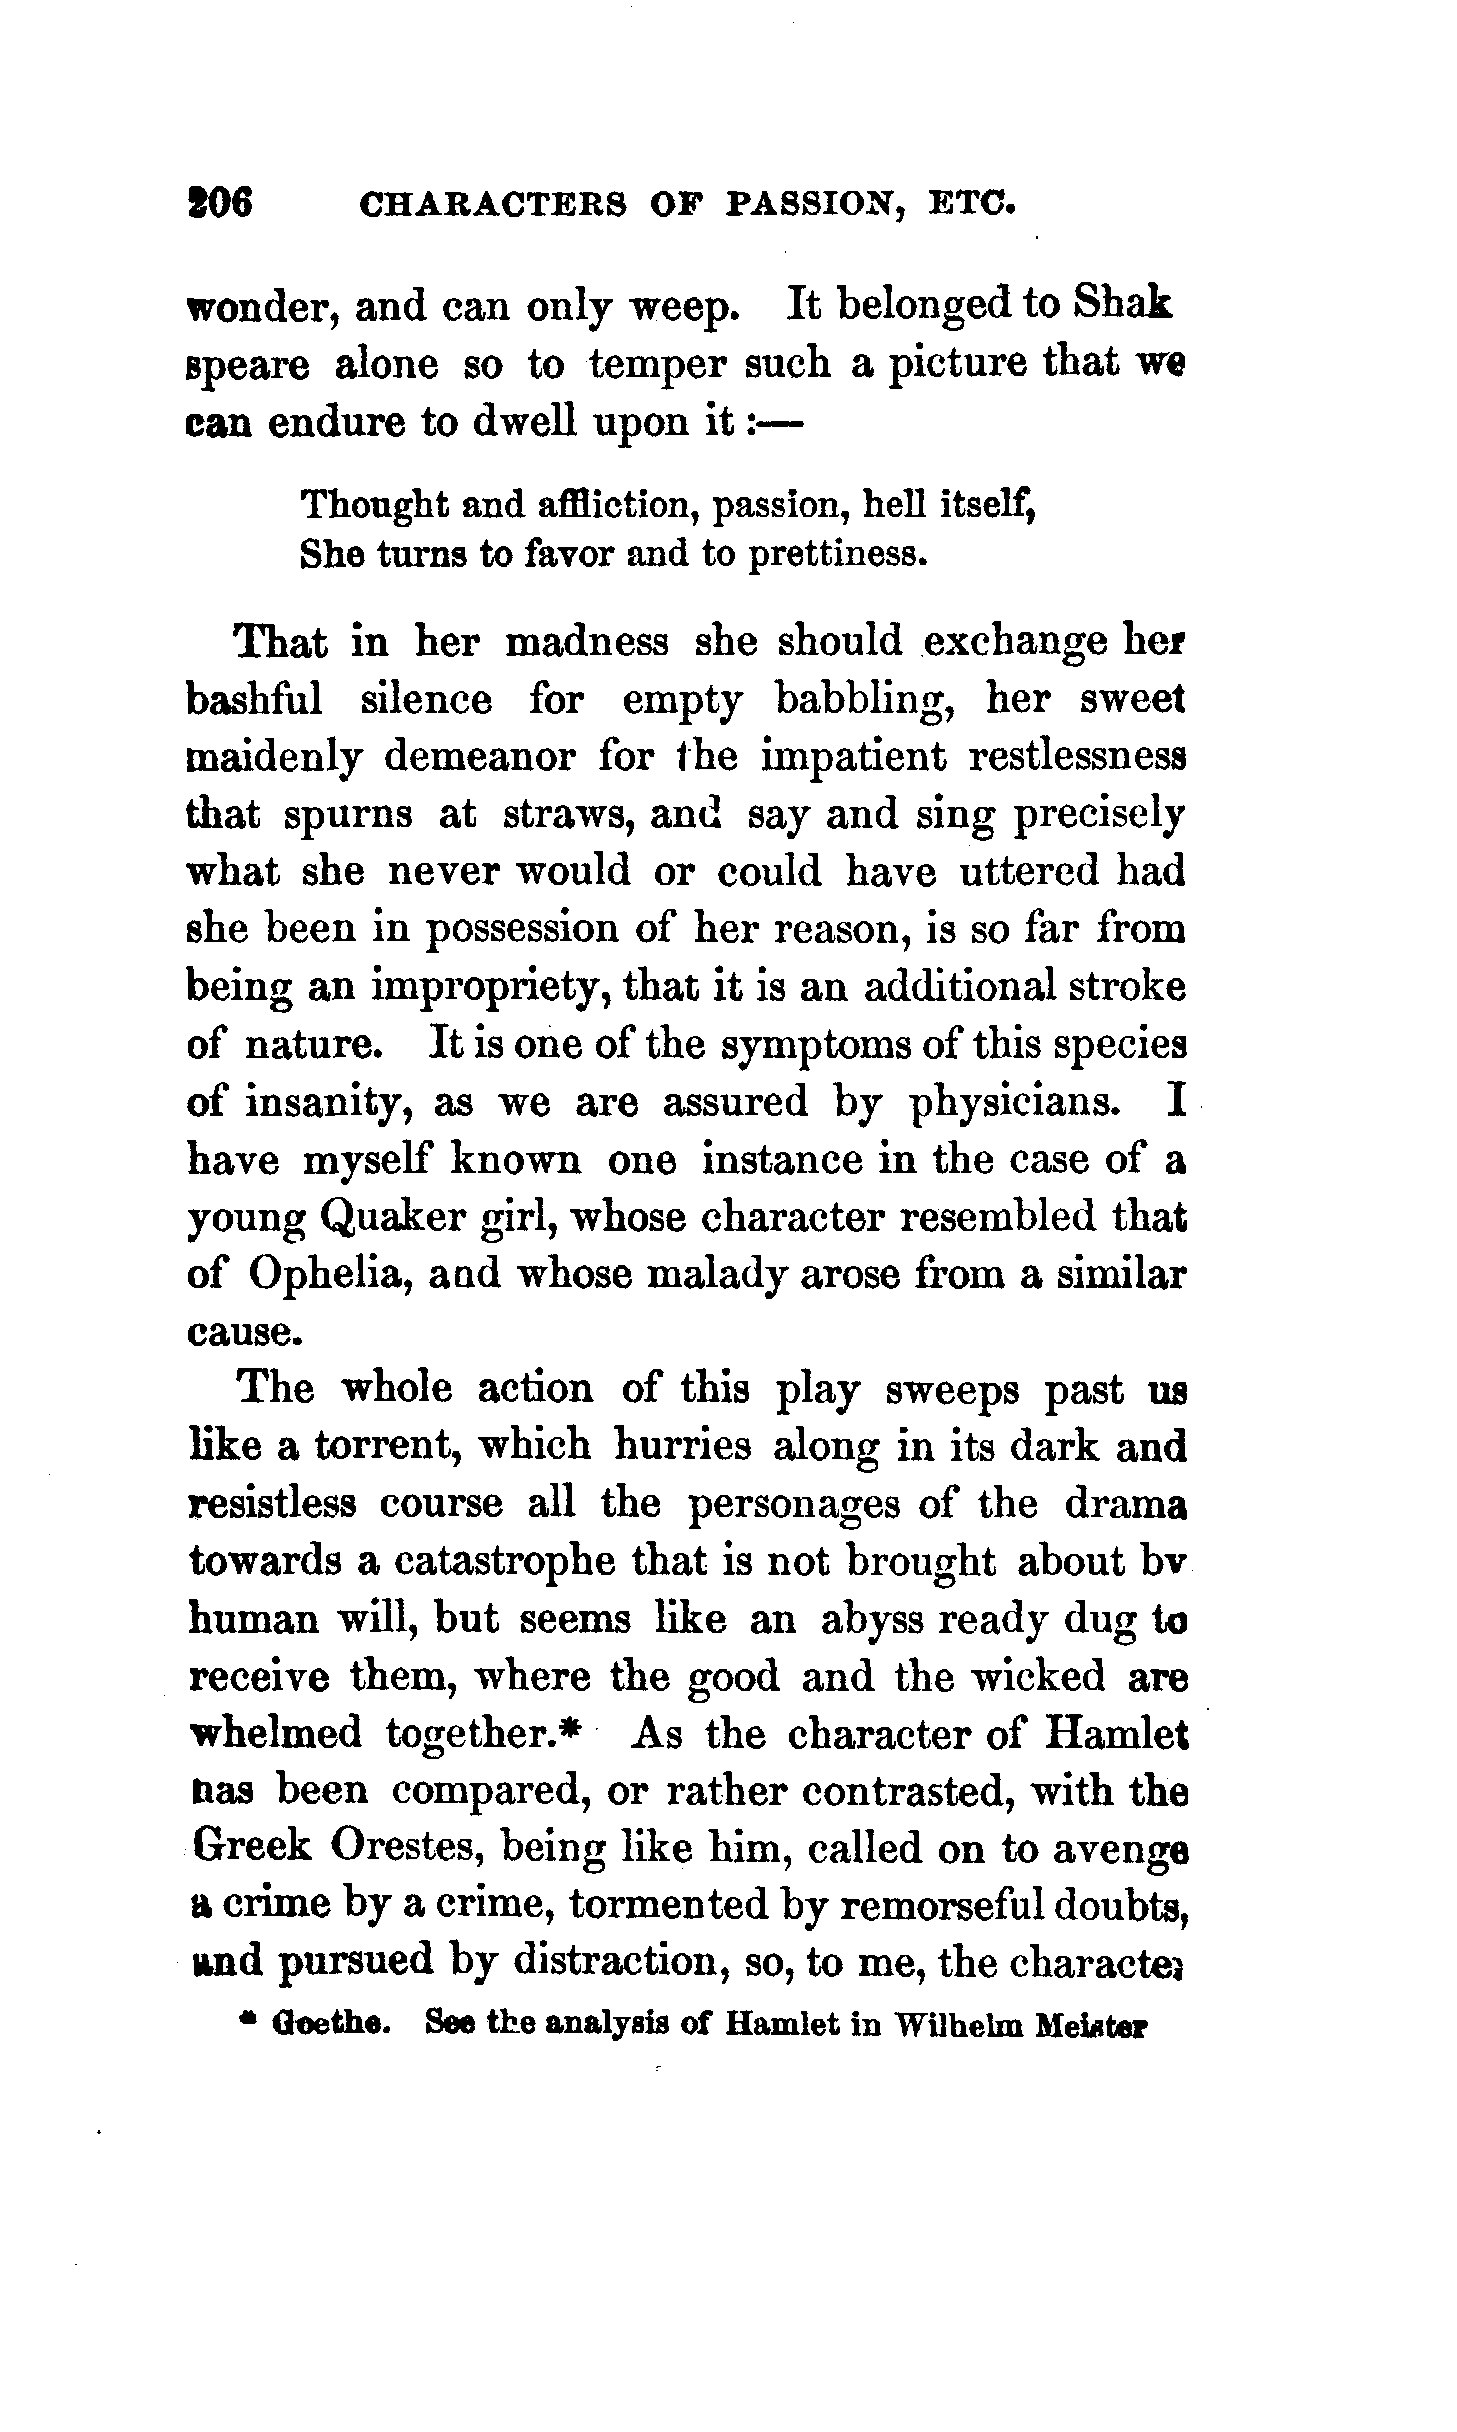 206 CHARACTERS OF PASSION, ETC.
wonder, and can only weep. It belonged to Shak
speare alone so to temper such a picture that we
can endure to dwell upon it :—
Thought and affliction, passion, hell itself,
She turns to favor and to prettiness.
That in her madness she should exchange her
bashful silence for empty babbling, her sweet
maidenly demeanor for the impatient restlessness
that spurns at straws, and say and sing precisely
what she never would or could have uttered had
she been in possession of her reason, is so far from
being an impropriety, that it is an additional stroke
of nature. It is one of the symptoms of this species
of insanity, as we are assured by physicians. I
have myself known one instance in the case of a
young Quaker girl, whose character resembled that
of Ophelia, and whose malady arose from a similar
cause.
The whole action of this play sweeps past us
like a torrent, which hurries along in its dark and
resistless course all the personages of the drama
towards a catastrophe that is not brought about by
human will, but seems like an abyss ready dug to
receive them, where the good and the wicked are
whelmed together.* As the character of Hamlet
has been compared, or rather contrasted, with the
Greek Orestes, being like him, called on to avenge
a crime by a crime, tormented by remorseful doubts,
and pursued by distraction, so, to me, the character
* Goethe. See the analysis of Hamlet in Wilhelm Meister